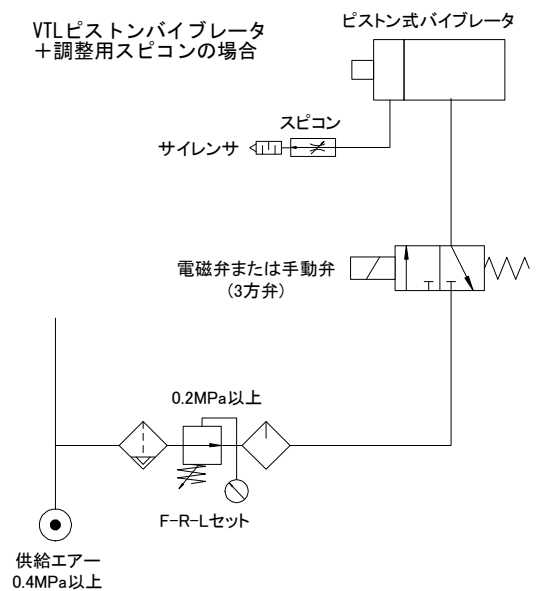 VTLピストンバイブレータ
＋調整用スピコンの場合
ピストン式バイブレータ
スピコン
サイレンサ
電磁弁または手動弁
(3方弁)
0.2MPa以上
F-R-Lセット
供給エアー
0.4MPa以上